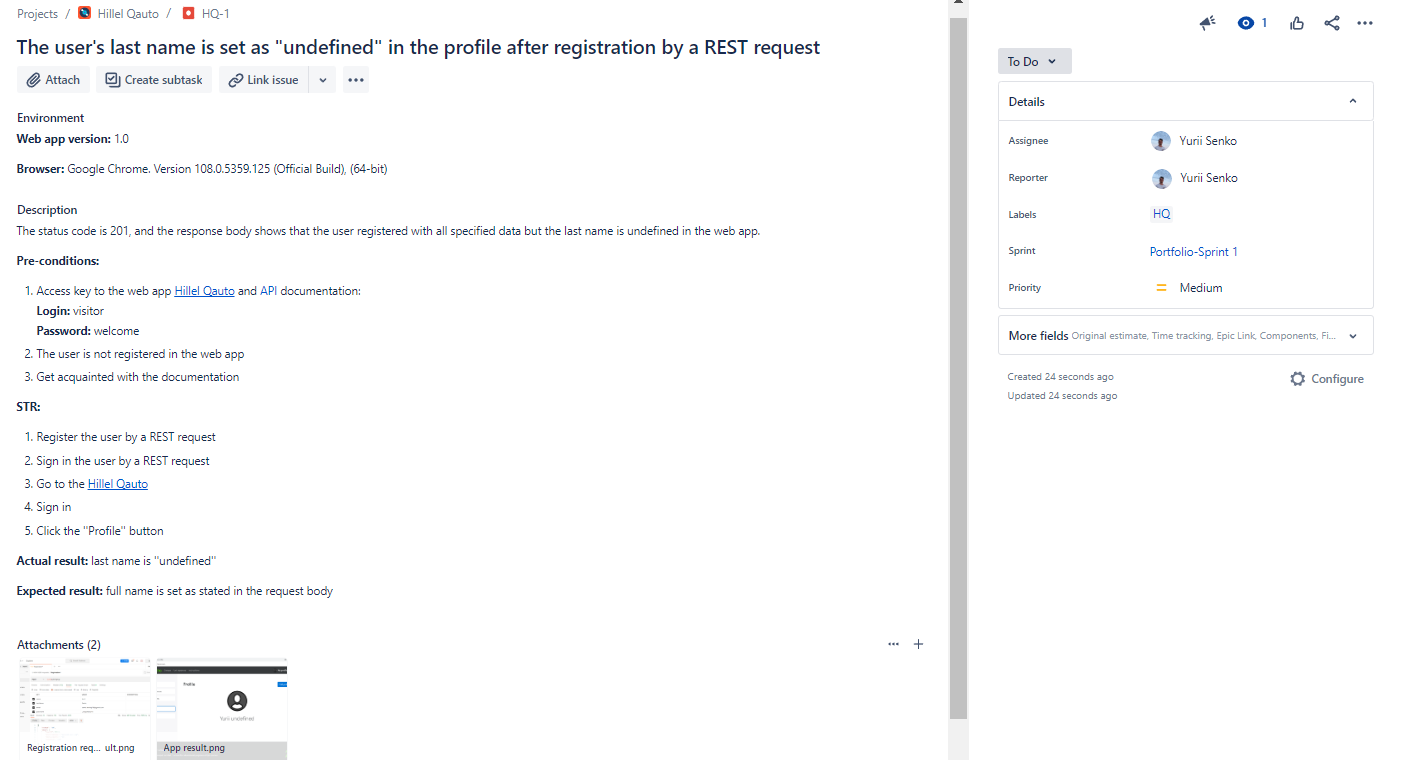 Projects / Hillel Qauto / HQ-1
The user's last name is set as "undefined" in the profile after registration by a REST request
Attach Create subtask Link issue
Environment
Web app version: 1.0
Browser: Google Chrome. Version 108.0.5359.125 (Official Build), (64-bit)
Description
The status code is 201, and the response body shows that the user registered with all specified data but the last name is undefined in the web app.
Pre-conditions:
1. Access key to the web app Hillel Qauto and API documentation:
Login: visitor
Password: welcome
2. The user is not registered in the web app
3. Get acquainted with the documentation
STR:
1. Register the user by a REST request
2. Sign in the user by a REST request
3. Go to the Hillel Qauto
4. Sign in
5. Click the "Profile" button
Actual result: last name is "undefined"
Expected result: full name is set as stated in the request body
Attachments (2)
Profile
Yurii undefined
Registration req... ult.png
App result.png
1
To Do
Details
Assignee Yurii Senko
Reporter Yurii Senko
Labels HQ
Sprint Portfolio-Sprint 1
Priority Medium
More fields Original estimate, Time tracking, Epic Link, Components, Fi...
Created 24 seconds ago
Configure
Updated 24 seconds ago